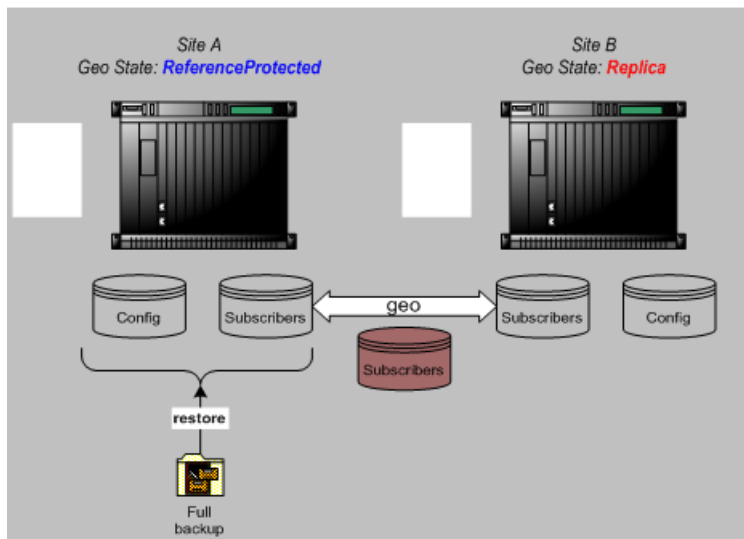 Site A
Geo State: ReferenceProtected
Site B
Geo State: Replica
Config
Subscribers
geo
Subscribers
Config
Subscribers
restore
Full
backup